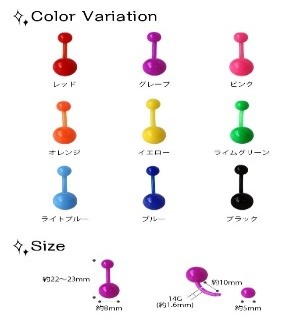 Color Variation
レッド グレープ ピンク
オレンジ イエロー ライムグリーン
ライトブルー ブルー ブラック
Size
約22～23mm
約8mm
約10mm
14G
(約1.6mm)
約5mm